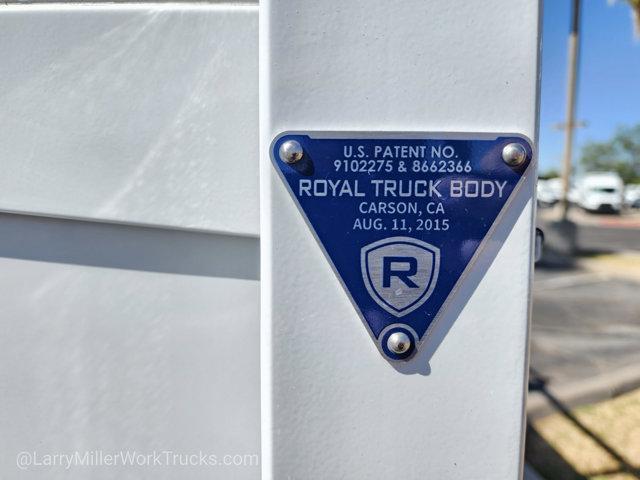 U.S. PATENT NO.
9102275 & 8662366
ROYAL TRUCK BODY
CARSON, CA
AUG. 11, 2015
R
@LarryMillerWorkTrucks.com